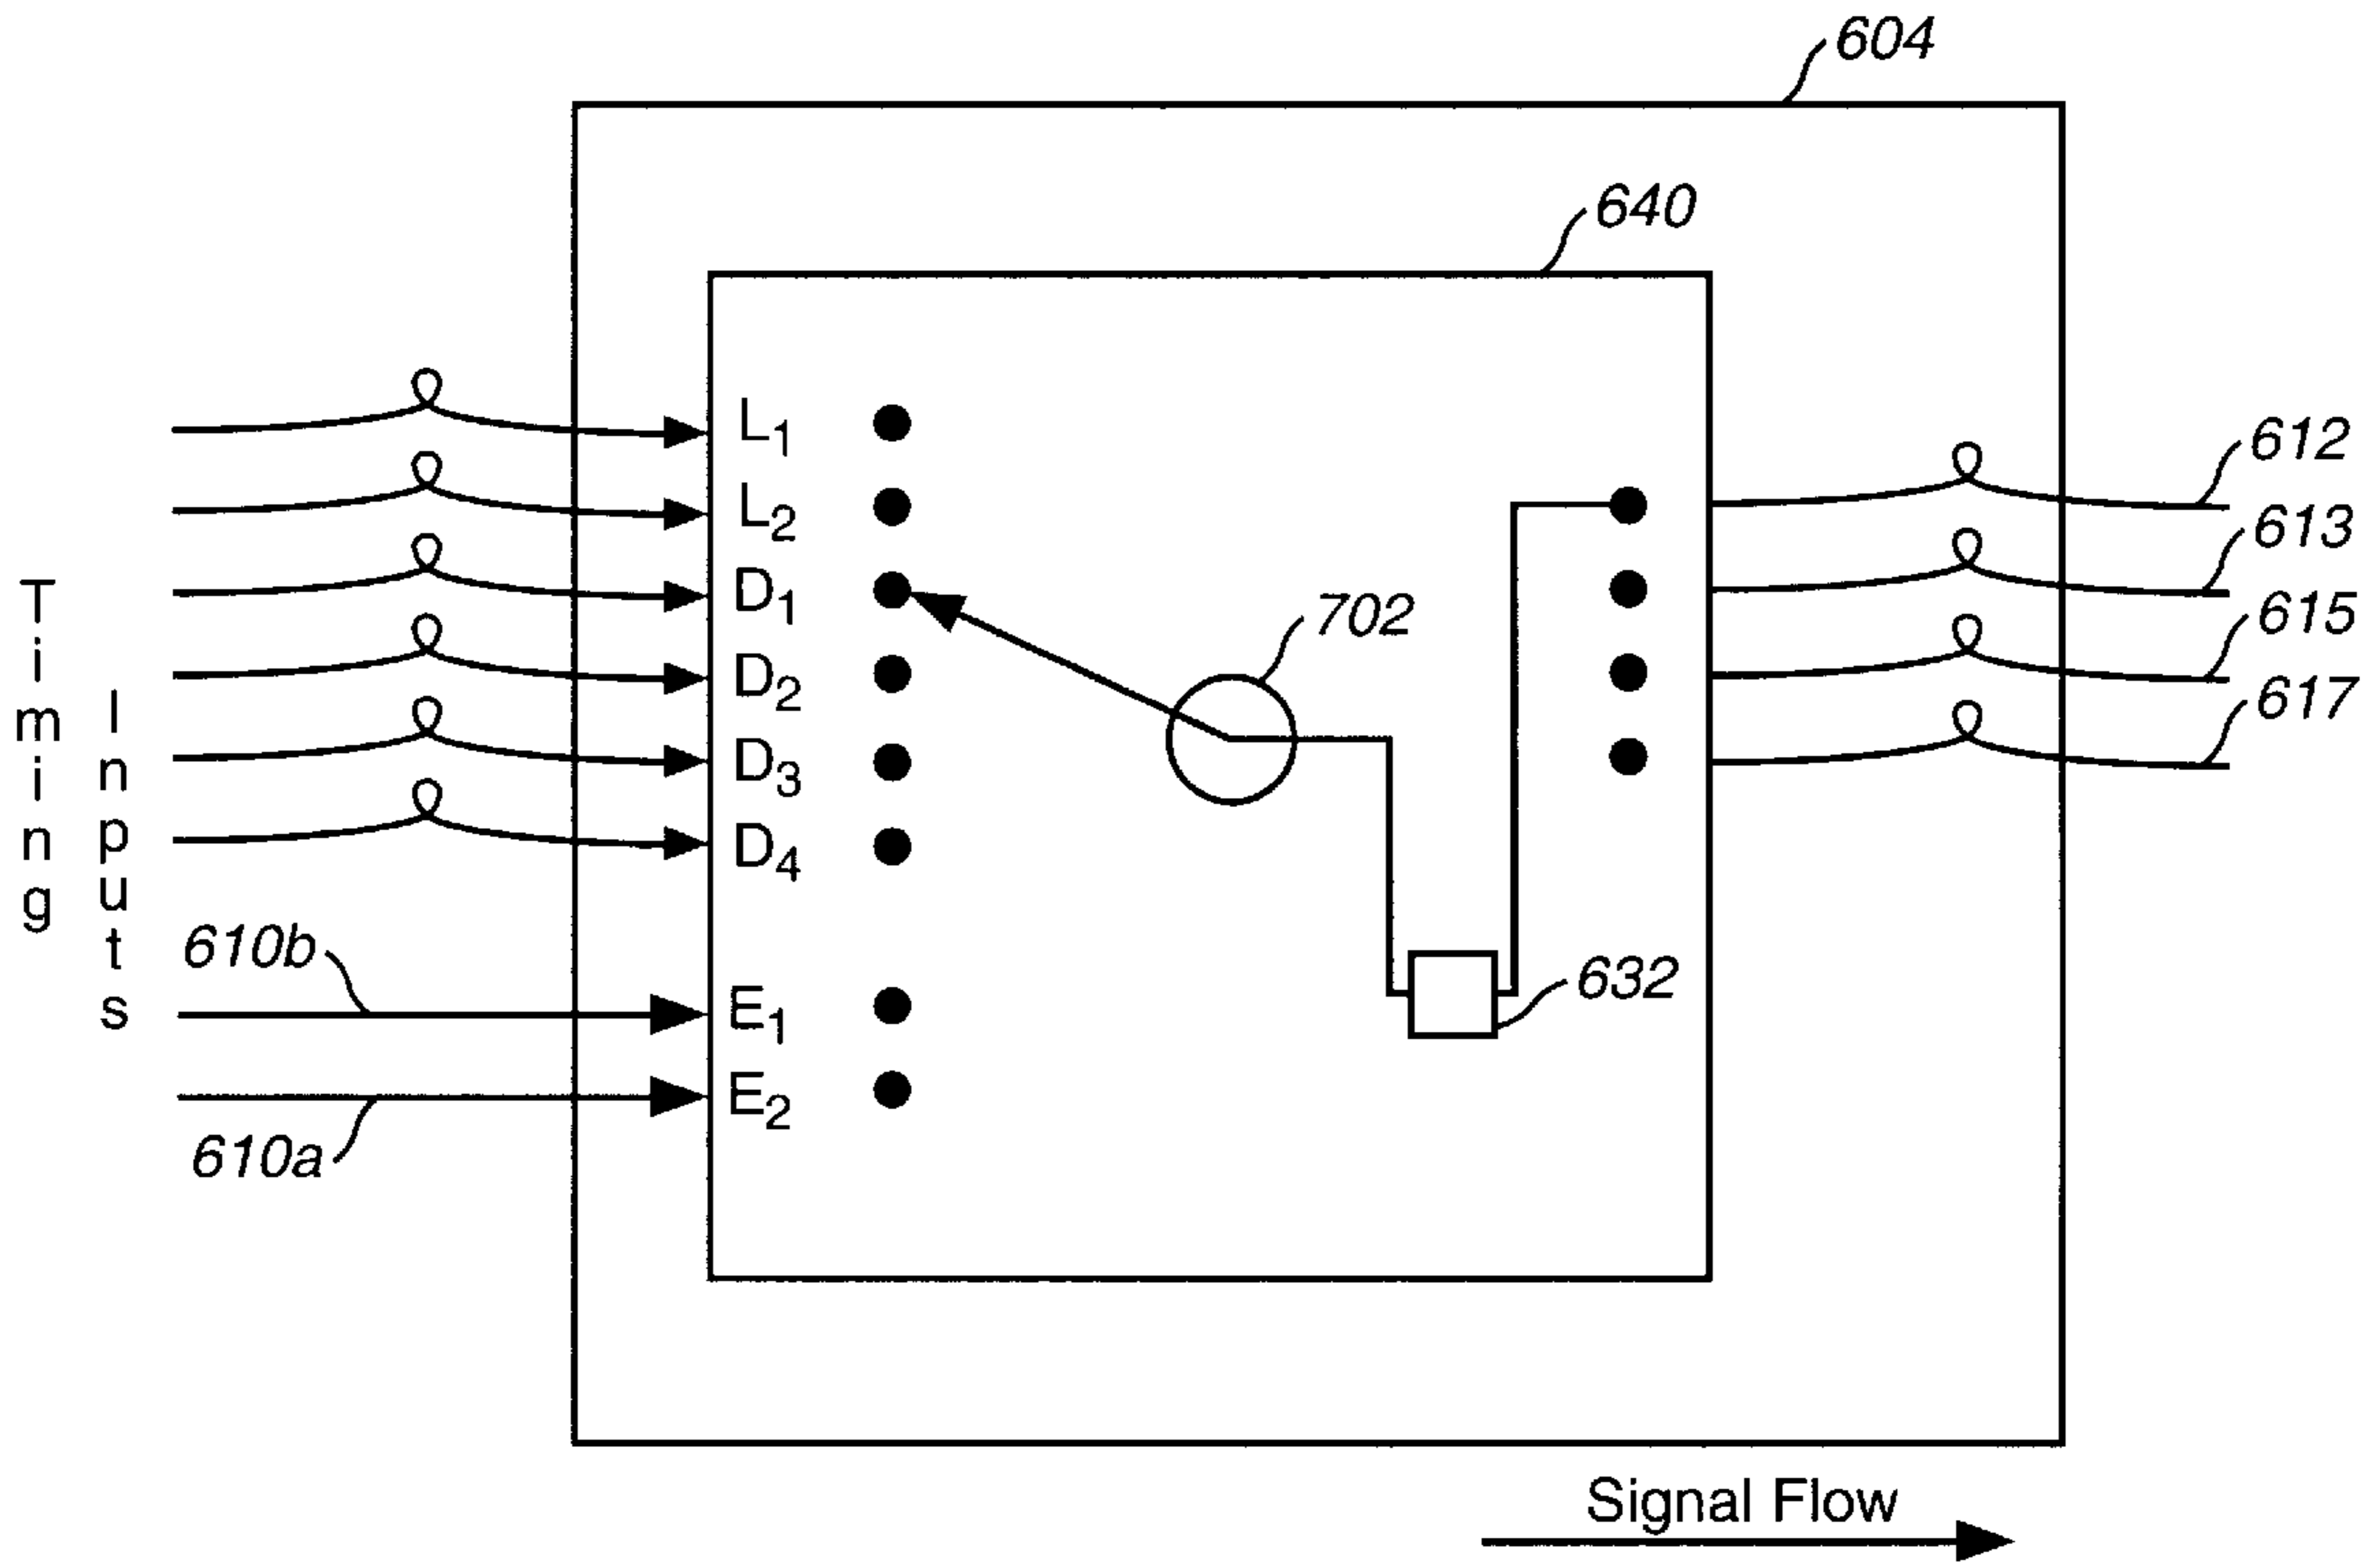 604
640
L1
L2
D1
D2
D3
D4
E1
E2
Timing
Inputs
610b
610a
702
632
612
613
615
617
Signal Flow